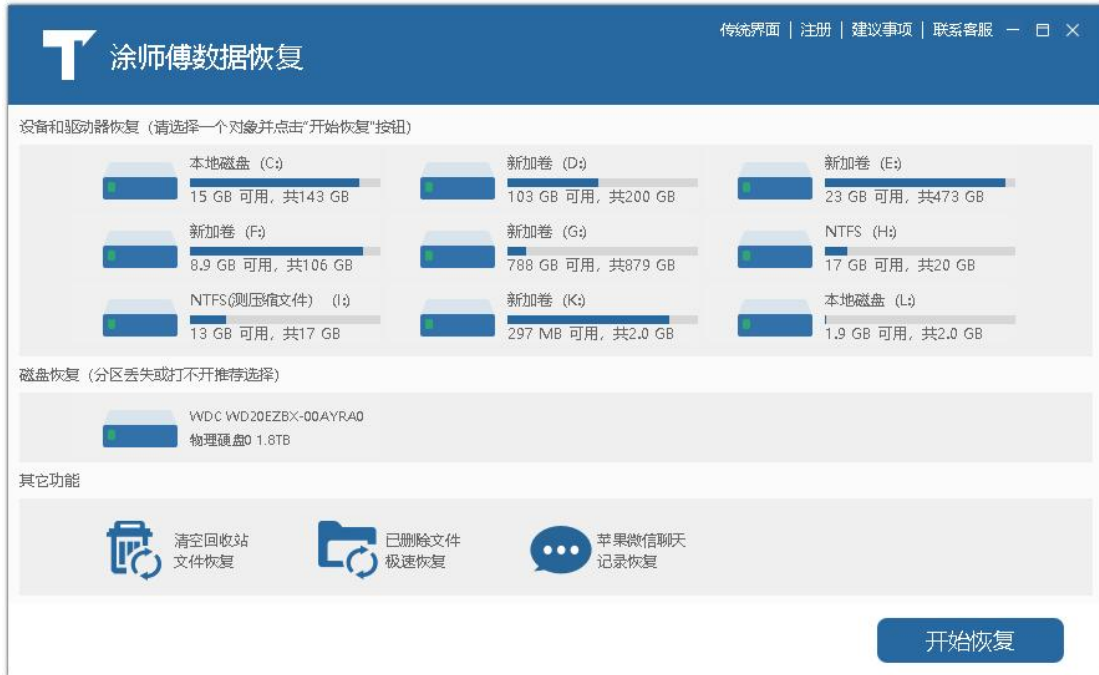 传统界面 | 注册 | 建议事项 | 联系客服
涂师傅数据恢复
设备和驱动器恢复（请选择一个对象并点击“开始恢复”按钮）
本地磁盘 (C:)
15 GB 可用, 共143 GB
新加卷 (D:)
103 GB 可用, 共200 GB
新加卷 (E:)
23 GB 可用, 共473 GB
新加卷 (F:)
8.9 GB 可用, 共106 GB
新加卷 (G:)
788 GB 可用, 共879 GB
NTFS (H:)
17 GB 可用, 共20 GB
NTFS(测压缩文件) (I:)
13 GB 可用, 共17 GB
新加卷 (K:)
297 MB 可用, 共2.0 GB
本地磁盘 (L:)
1.9 GB 可用, 共2.0 GB
磁盘恢复（分区丢失或打不开推荐选择）
WDC WD20EZBX-00AYRA0
物理硬盘0 1.8TB
其它功能
清空回收站
文件恢复
已删除文件
极速恢复
苹果微信聊天
记录恢复
开始恢复